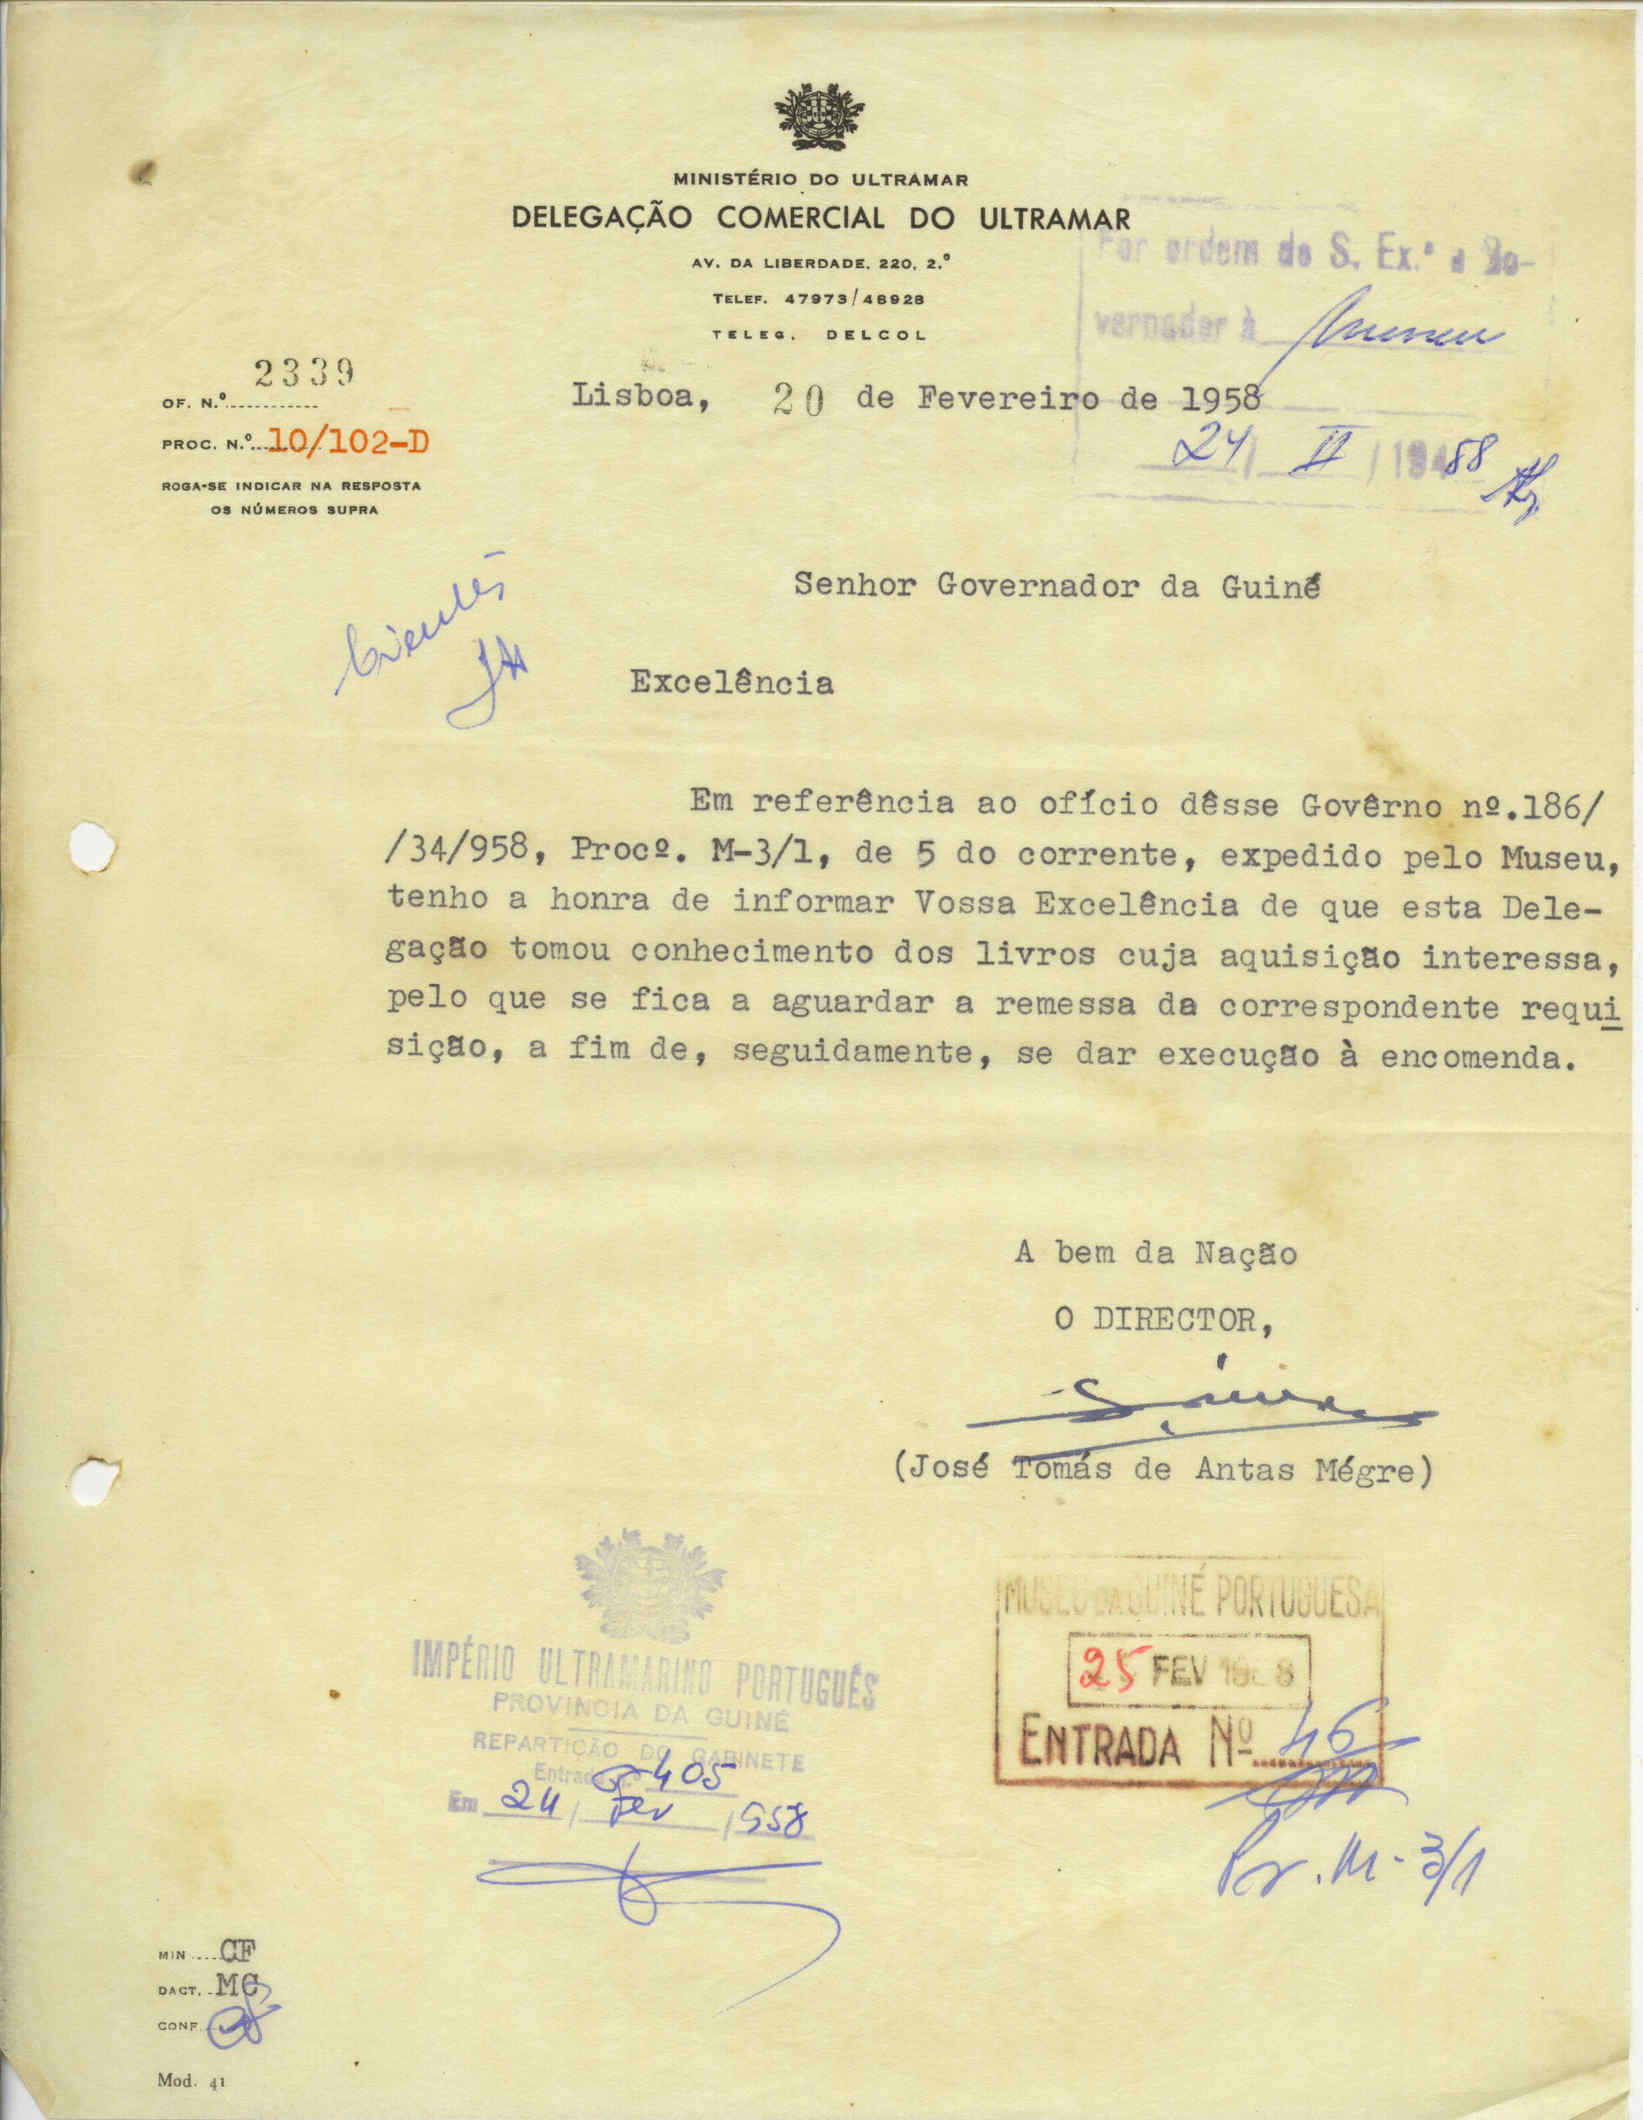 MINISTÉRIO DO ULTRAMAR
DELEGAÇÃO COMERCIAL DO ULTRAMAR
AV. DA LIBERDADE, 220, 2.º
TELEF. 47973/48928
TELEG. DELCOL
Por ordem de S. Ex.ª o Go-
vernador à
24 / II / 1958
OF. N.º 2339
PROC. N.º 10/102-D
ROGA-SE INDICAR NA RESPOSTA
OS NÚMEROS SUPRA
Lisboa, 20 de Fevereiro de 1958
Senhor Governador da Guiné
Excelência
Em referência ao ofício dêsse Govêrno nº.186/
/34/958, Procº. M-3/1, de 5 do corrente, expedido pelo Museu,
tenho a honra de informar Vossa Excelência de que esta Dele-
gação tomou conhecimento dos livros cuja aquisição interessa,
pelo que se fica a aguardar a remessa da correspondente requi
sição, a fim de, seguidamente, se dar execução à encomenda.
A bem da Nação
O DIRECTOR,
(José Tomás de Antas Mégre)
IMPÉRIO ULTRAMARINO PORTUGUÊS
PROVINCIA DA GUINÉ
REPARTIÇÃO DO GABINETE
Entrada 405
Em 24 / Fev / 958
MUSEU DA GUINÉ PORTUGUESA
25 FEV 1958
ENTRADA Nº 46
Pr. M-3/1
MIN CF
DACT. MC
CONF.
Mod. 41